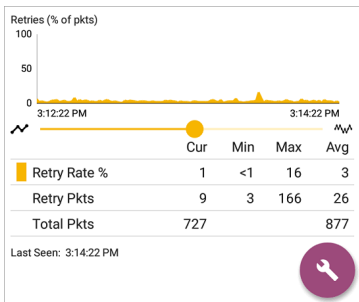 Retries (% of pkts)
100
50
0
3:12:22 PM 3:14:22 PM
Cur Min Max Avg
Retry Rate % 1 <1 16 3
Retry Pkts 9 3 166 26
Total Pkts 727 877
Last Seen: 3:14:22 PM